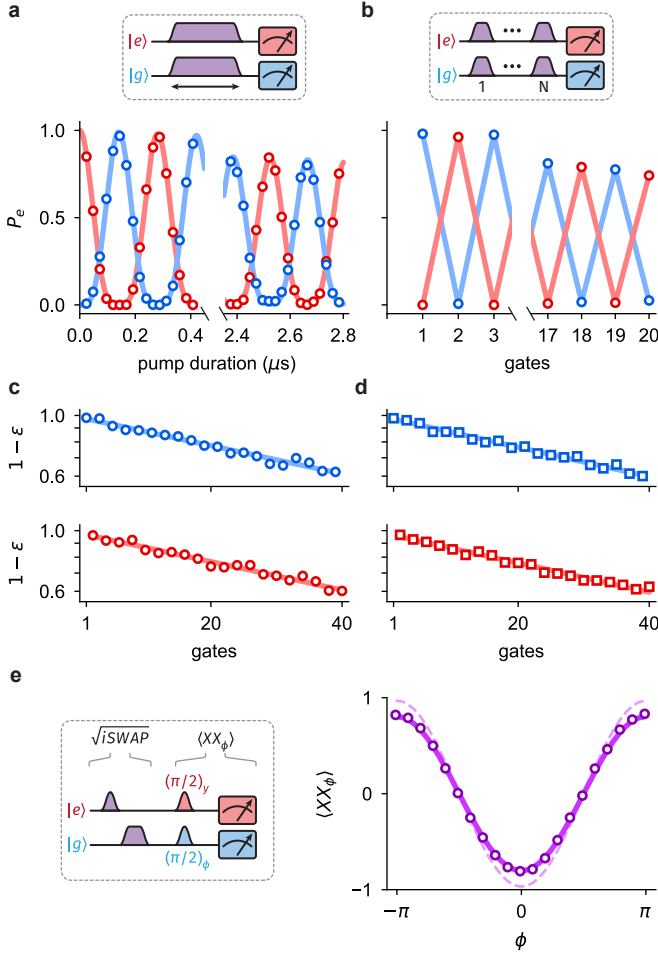 a
|e⟩
|g⟩
b
|e⟩
|g⟩
1 N
1.0
0.5
0.0
P_e
0.0 0.2 0.4 2.4 2.6 2.8
pump duration (μs)
1 2 3 17 18 19 20
gates
c
1.0
0.6
1 − ε
1.0
0.6
1 − ε
1 20 40
gates
d
1 20 40
gates
e
√iSWAP ⟨XX_ϕ⟩
|e⟩ (π/2)_y
|g⟩ (π/2)_ϕ
1
0
−1
⟨XX_ϕ⟩
−π 0 π
ϕ